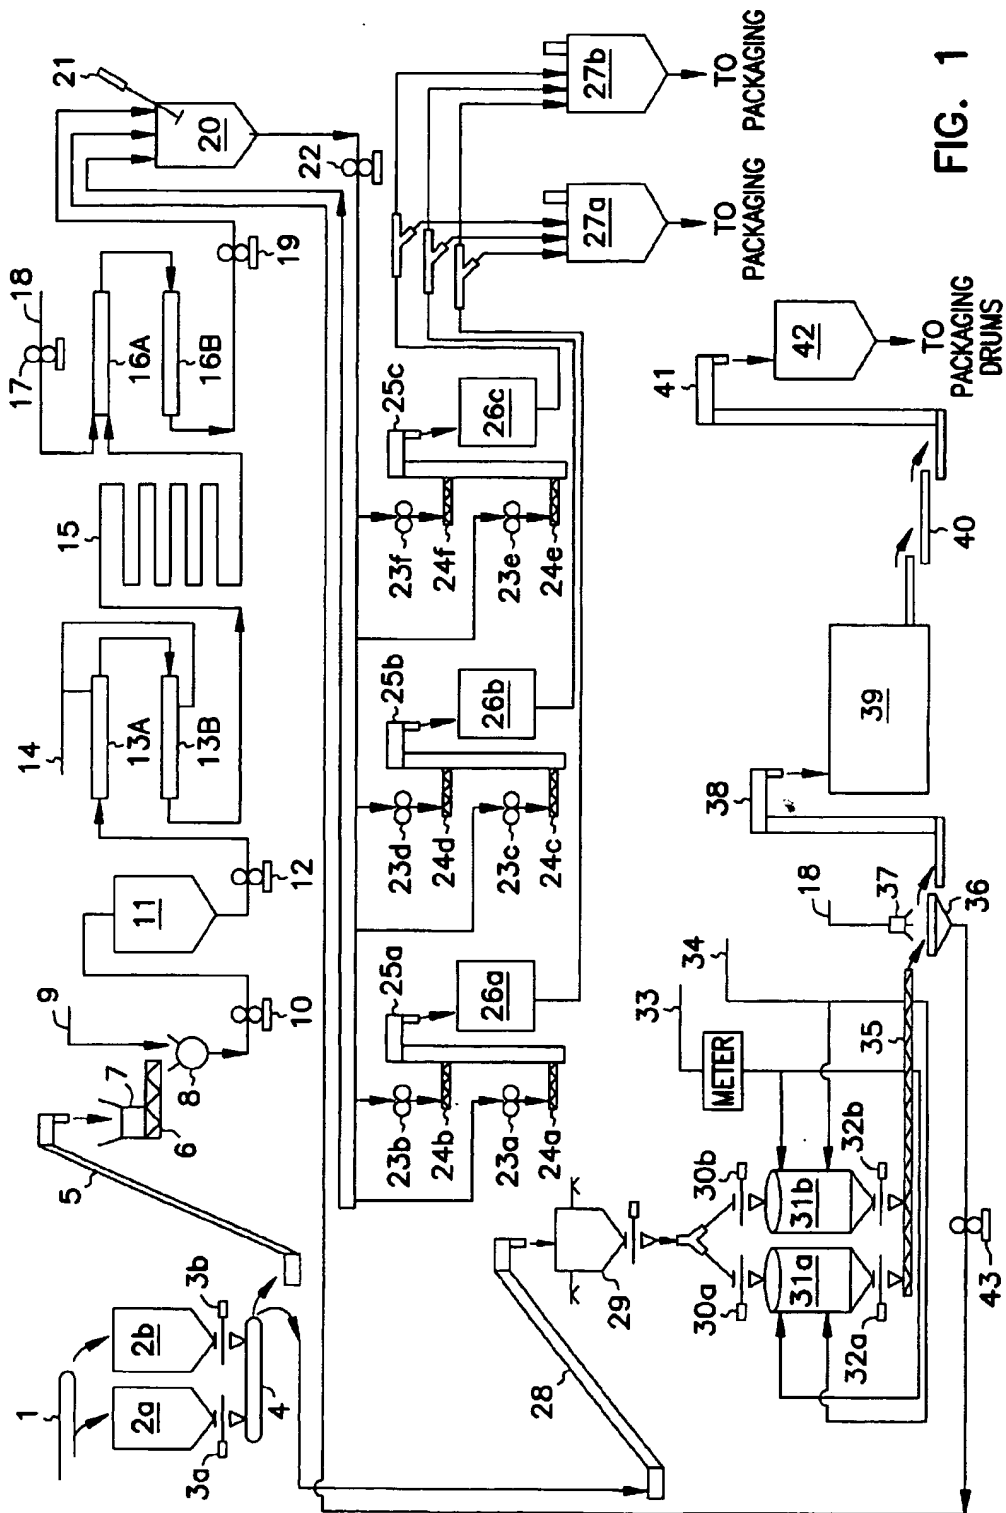 1
2a
2b
3a
3b
4
5
6
7
8
9
10
11
12
13A
13B
14
15
16A
16B
17
18
19
20
21
22
23b
24b
23a
24a
25a
26a
23d
24d
23c
24c
25b
26b
23f
24f
23e
24e
25c
26c
27a
TO
PACKAGING
27b
TO
PACKAGING
28
29
30a
30b
31a
31b
32a
32b
33
METER
34
35
18
37
36
38
39
40
41
42
TO
PACKAGING
DRUMS
43
FIG. 1